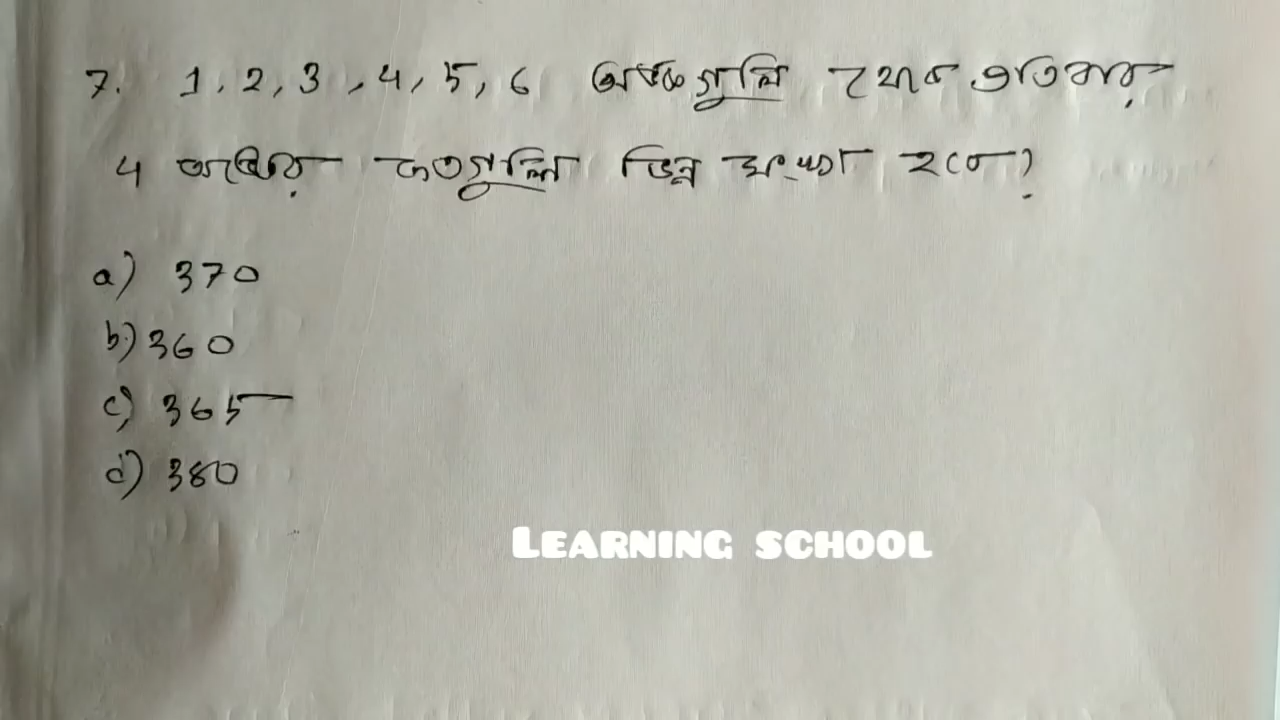 7. 1, 2, 3, 4, 5, 6 অঙ্কগুলি থেকে প্রতিবার
4 অঙ্কের কতগুলি ভিন্ন সংখ্যা হবে?
a) 370
b) 360
c) 365
d) 380
LEARNING SCHOOL